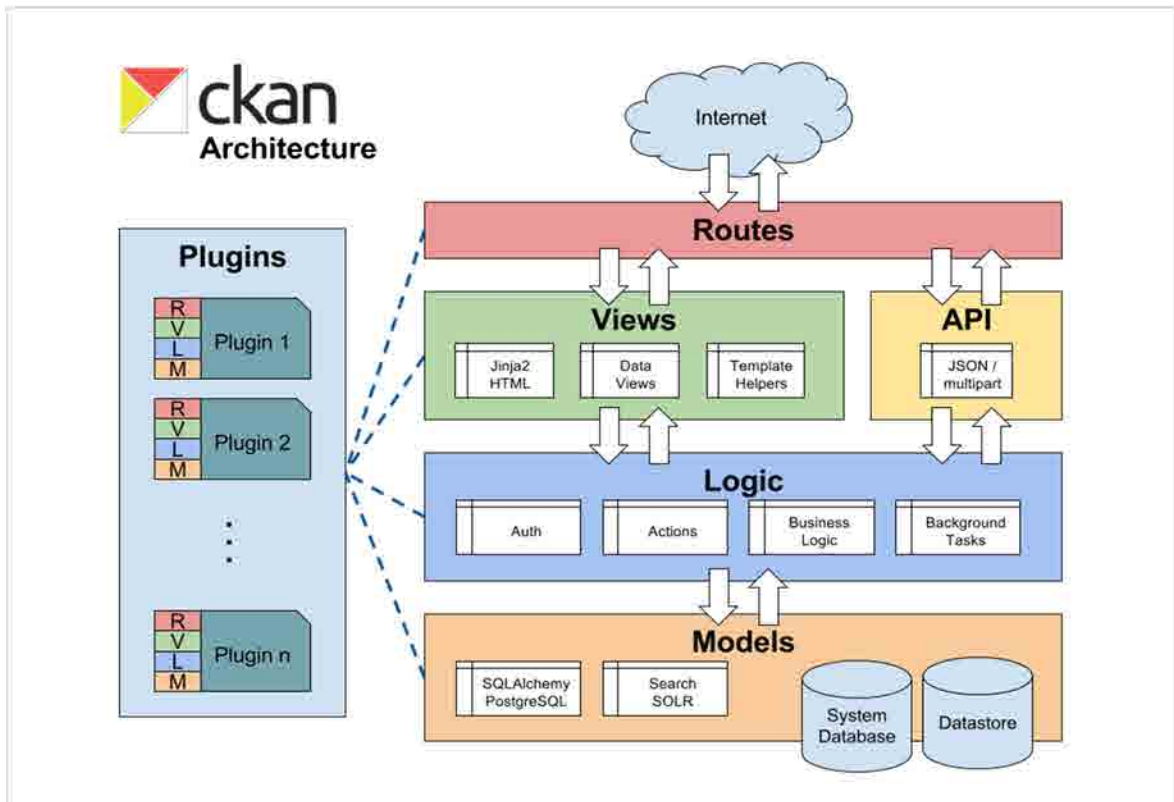 ckan
Architecture
Internet
Routes
Plugins
R
V
L
M
Plugin 1
R
V
L
M
Plugin 2
R
V
L
M
Plugin n
Views
Jinja2
HTML
Data
Views
Template
Helpers
API
JSON /
multipart
Logic
Auth
Actions
Business
Logic
Background
Tasks
Models
SQLAlchemy
PostgreSQL
Search
SOLR
System
Database
Datastore